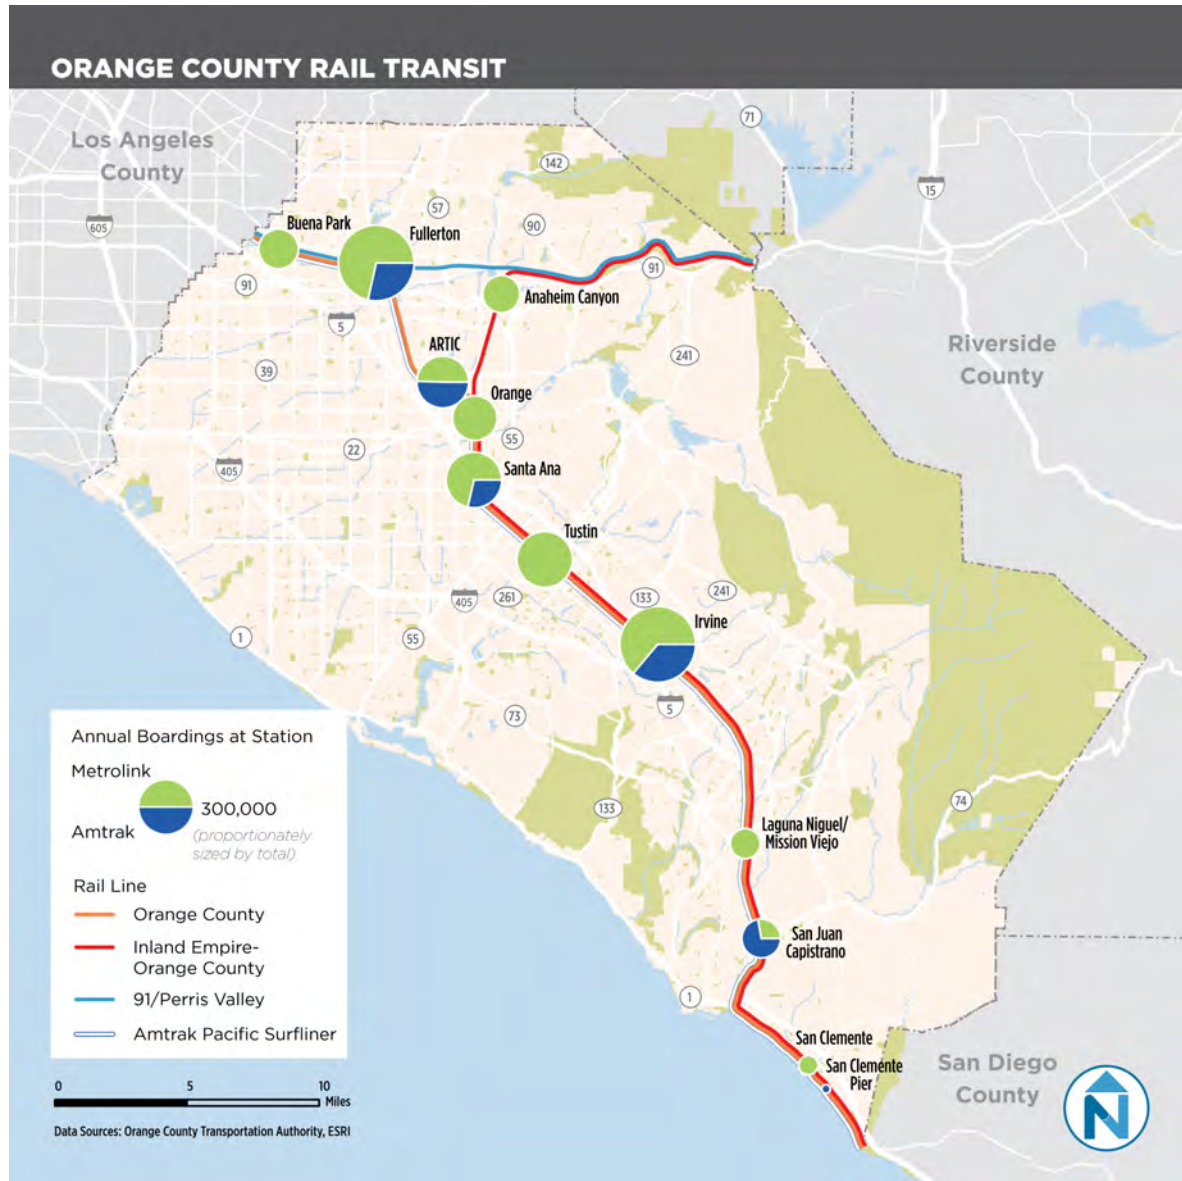 ORANGE COUNTY RAIL TRANSIT
Los Angeles
County
71
142
15
605
57
90
Buena Park
Fullerton
91
91
Anaheim Canyon
5
ARTIC
241
Riverside
County
39
Orange
55
22
405
Santa Ana
Tustin
405
261
133
241
Irvine
1
55
5
73
Annual Boardings at Station
Metrolink
300,000
Amtrak
(proportionately
sized by total)
133
74
Laguna Niguel/
Mission Viejo
Rail Line
Orange County
Inland Empire-
Orange County
91/Perris Valley
Amtrak Pacific Surfliner
San Juan
Capistrano
1
San Clemente
San Clemente
Pier
San Diego
County
N
0 5 10
Miles
Data Sources: Orange County Transportation Authority, ESRI